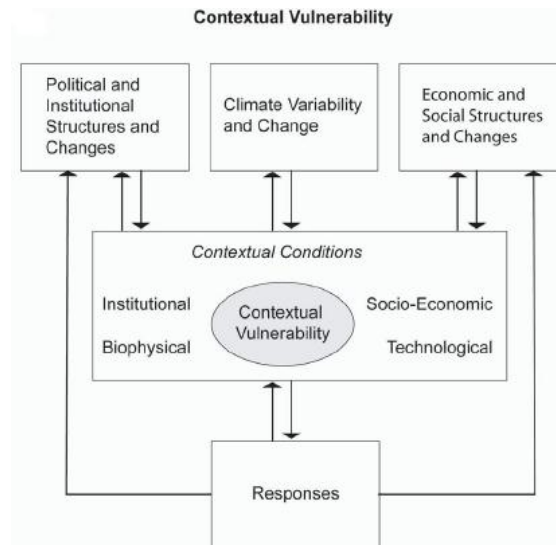 Contextual Vulnerability
Political and
Institutional
Structures and
Changes
Climate Variability
and Change
Economic and
Social Structures
and Changes
Contextual Conditions
Institutional
Biophysical
Contextual
Vulnerability
Socio-Economic
Technological
Responses